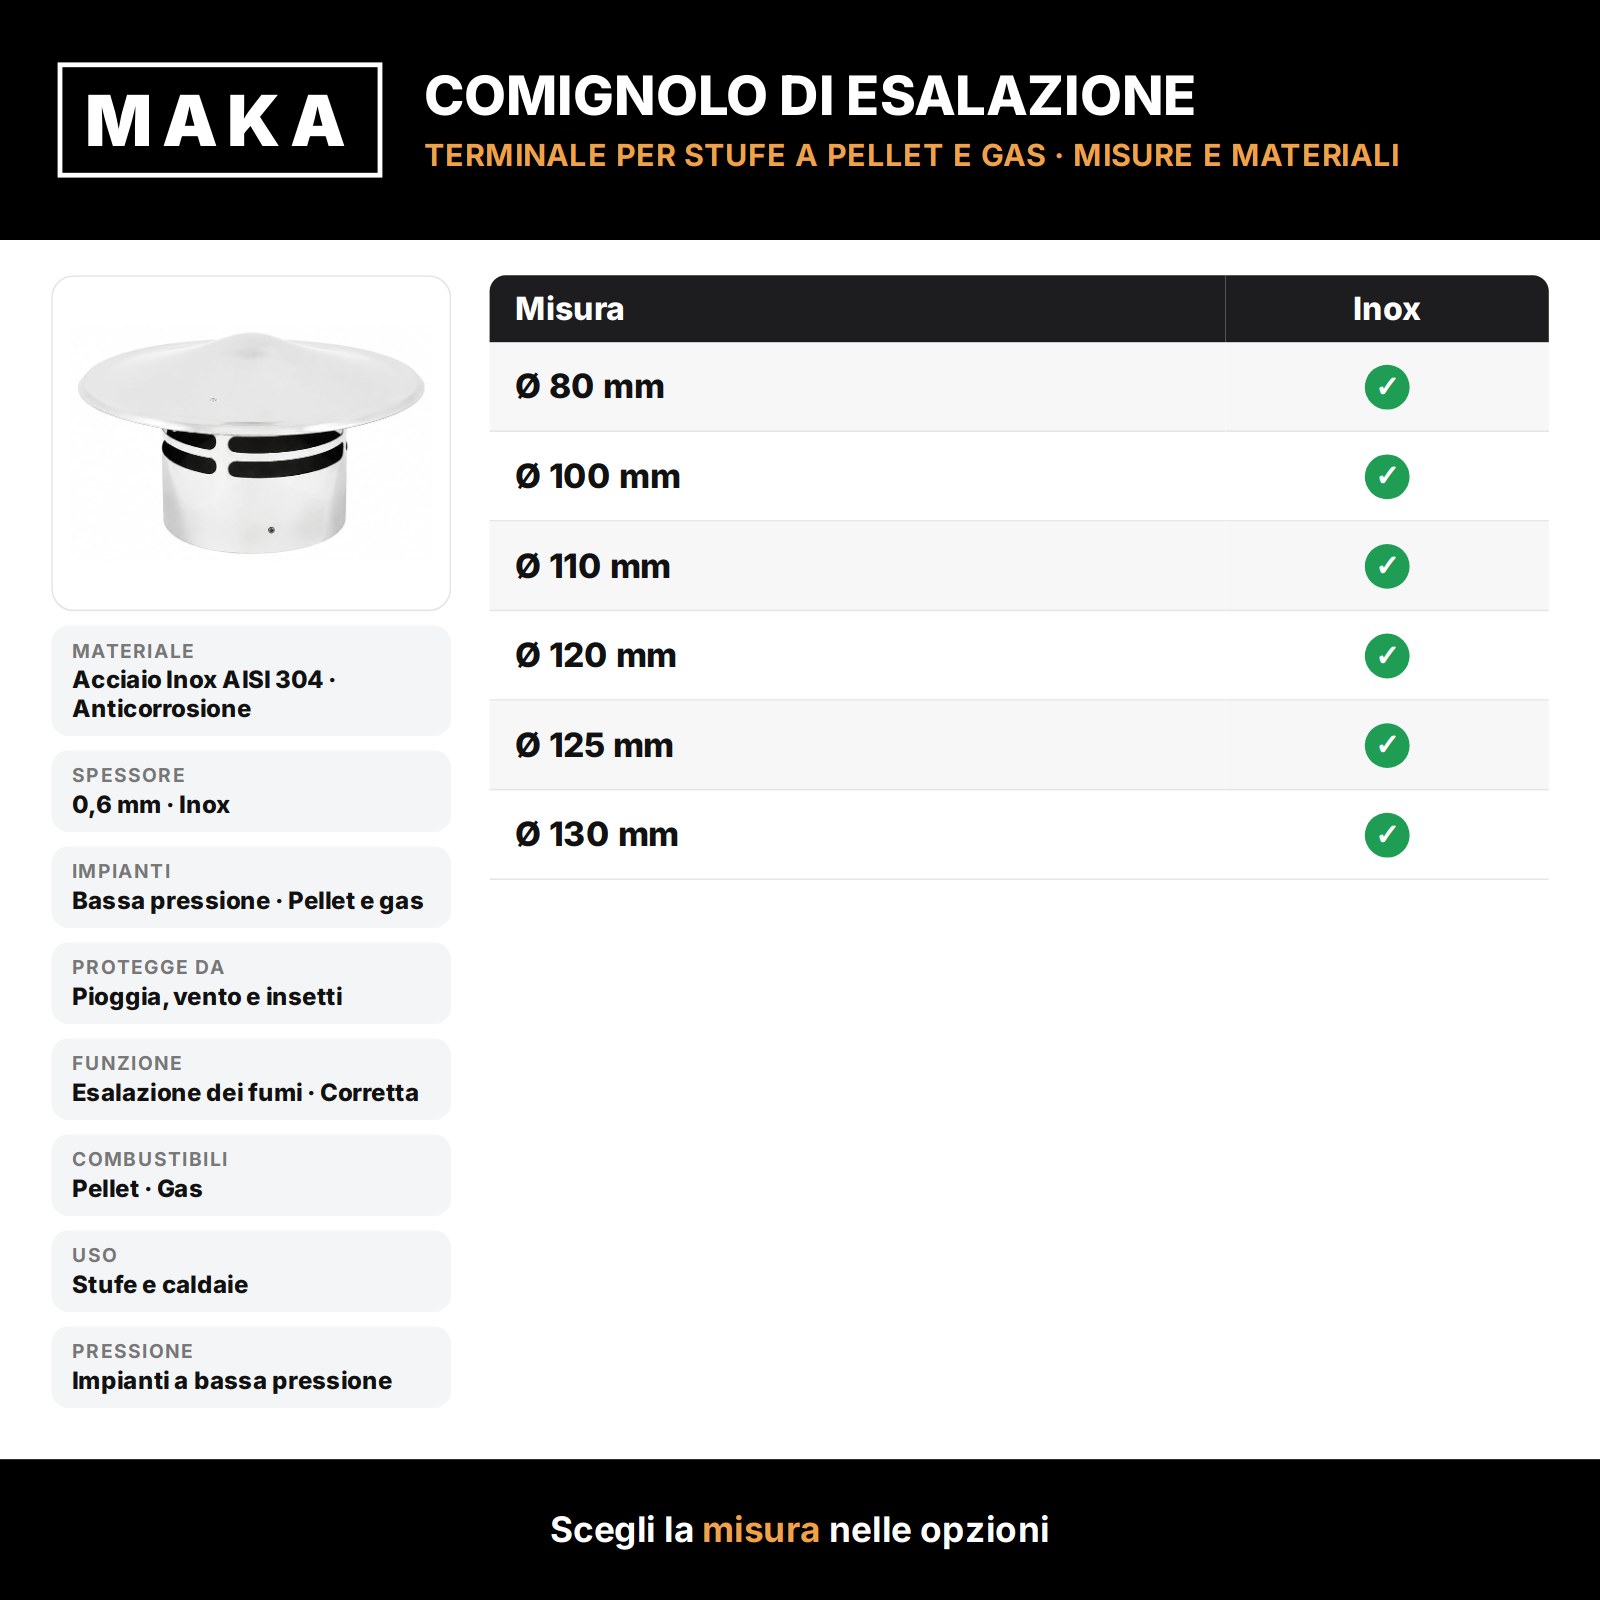 MAKA
COMIGNOLO DI ESALAZIONE
TERMINALE PER STUFE A PELLET E GAS · MISURE E MATERIALI
MATERIALE
Acciaio Inox AISI 304 ·
Anticorrosione
SPESSORE
0,6 mm · Inox
IMPIANTI
Bassa pressione · Pellet e gas
PROTEGGE DA
Pioggia, vento e insetti
FUNZIONE
Esalazione dei fumi · Corretta
COMBUSTIBILI
Pellet · Gas
USO
Stufe e caldaie
PRESSIONE
Impianti a bassa pressione
Misura Inox
Ø 80 mm ✓
Ø 100 mm ✓
Ø 110 mm ✓
Ø 120 mm ✓
Ø 125 mm ✓
Ø 130 mm ✓
Scegli la misura nelle opzioni